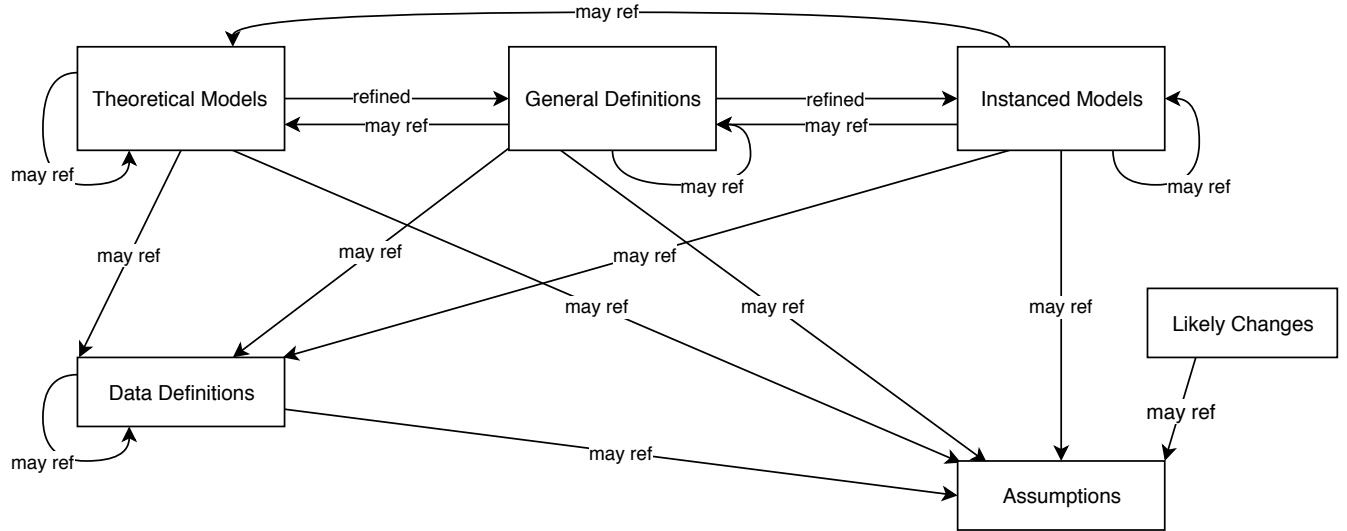 may ref
Theoretical Models
refined
General Definitions
refined
Instanced Models
may ref
may ref
may ref
may ref
may ref
may ref
may ref
may ref
may ref
may ref
may ref
Likely Changes
Data Definitions
may ref
may ref
may ref
Assumptions